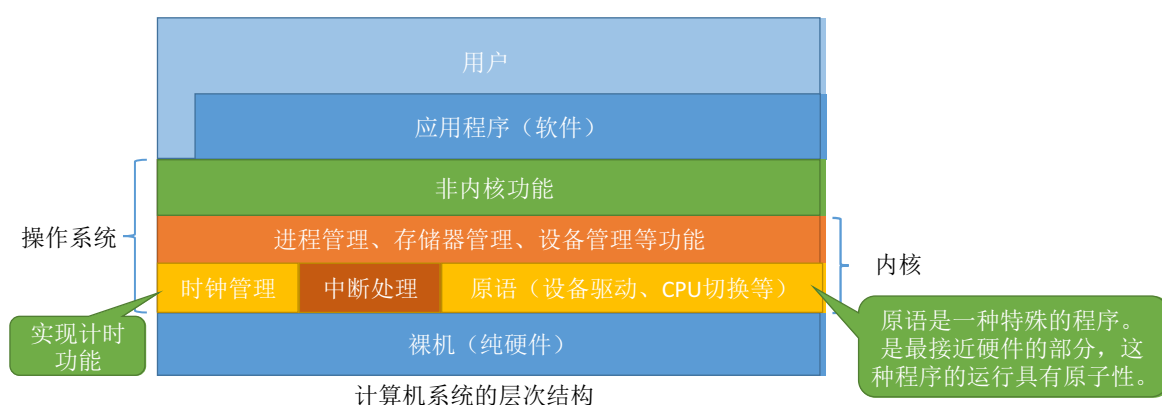 用户
应用程序（软件）
非内核功能
操作系统
进程管理、存储器管理、设备管理等功能
内核
时钟管理
中断处理
原语（设备驱动、CPU切换等）
实现计时
功能
裸机（纯硬件）
原语是一种特殊的程序。
是最接近硬件的部分，这
种程序的运行具有原子性。
计算机系统的层次结构